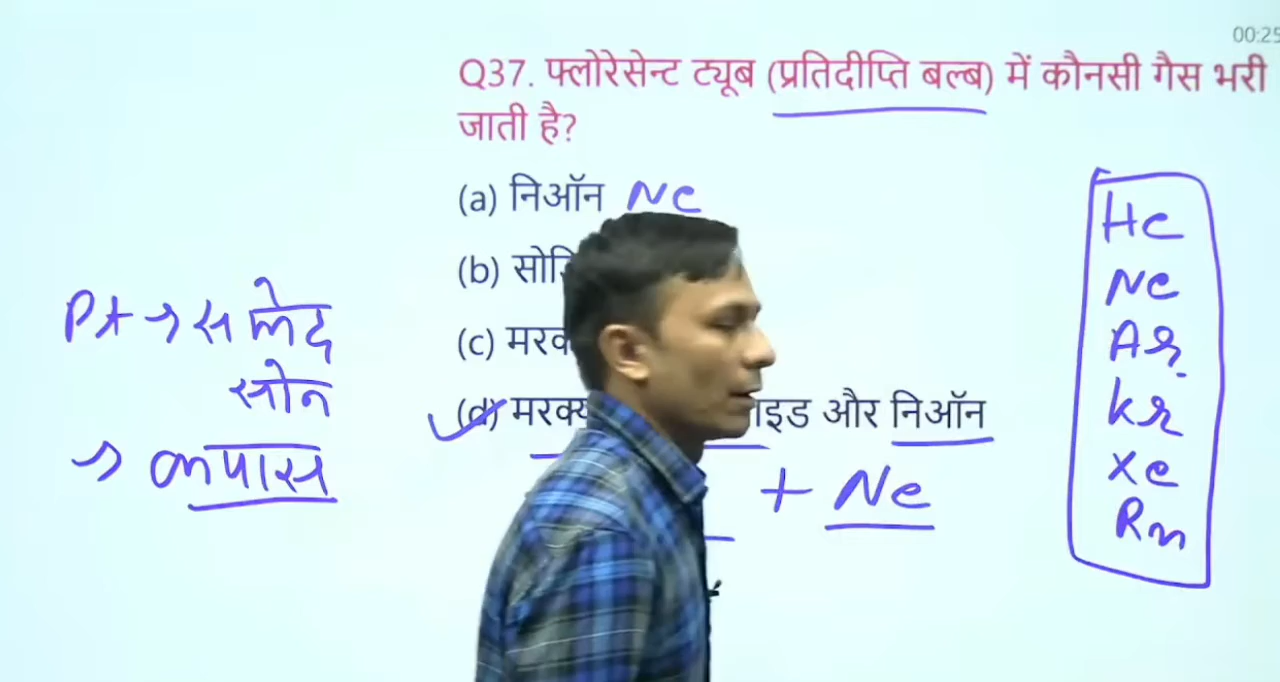 00:25
Q37. फ्लोरेसेन्ट ट्यूब (प्रतिदीप्ति बल्ब) में कौनसी गैस भरी
जाती है?
(a) निऑन Ne
(b) सोि
(c) मरक
(d) मरक्य ाइड और निऑन
+ Ne
Pt → सफेद
सोना
→ कपास
He
Ne
Ar
Kr
Xe
Rn